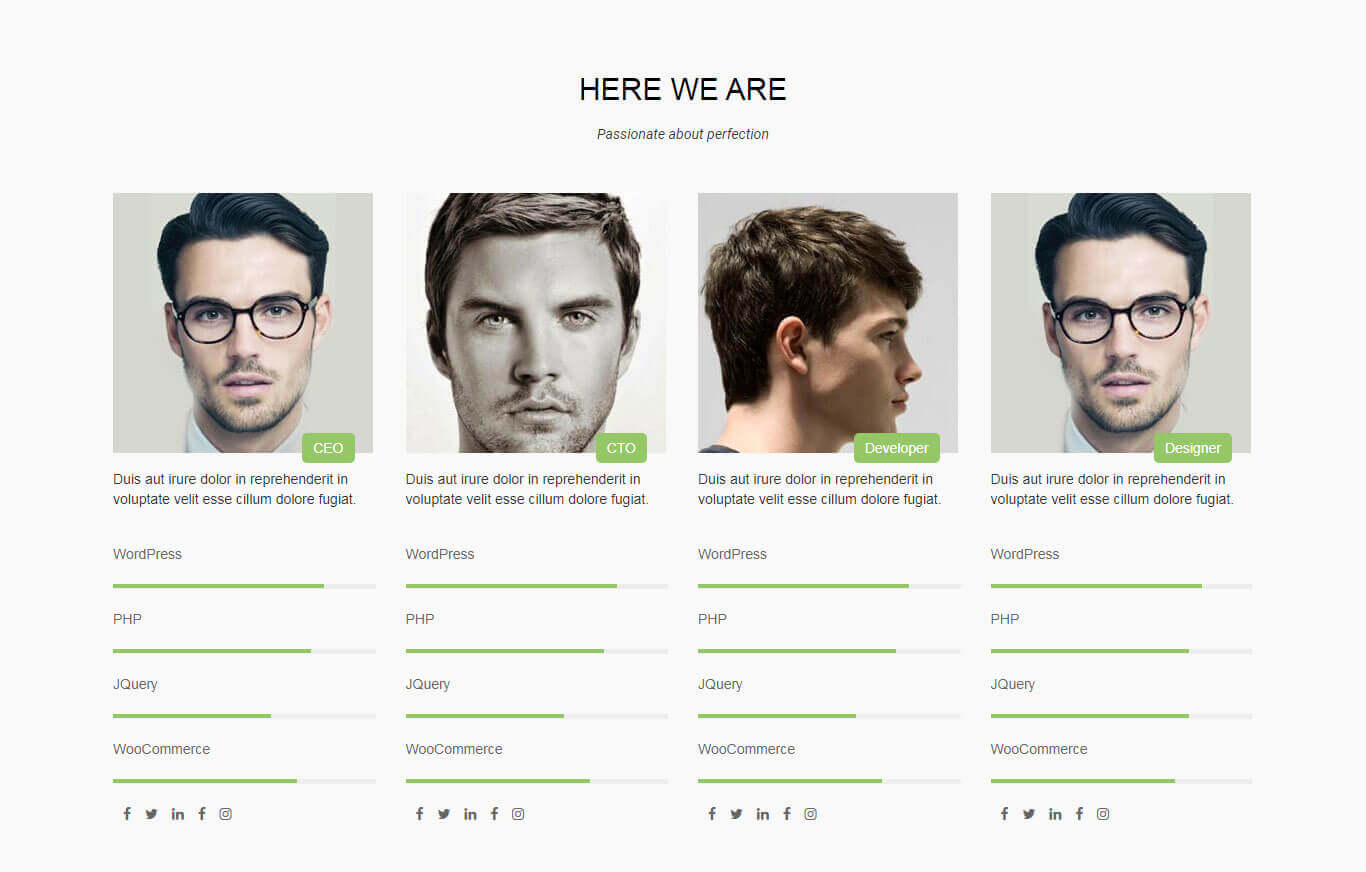 HERE WE ARE
Passionate about perfection
CEO
Duis aut irure dolor in reprehenderit in
voluptate velit esse cillum dolore fugiat.
WordPress
PHP
JQuery
WooCommerce
CTO
Duis aut irure dolor in reprehenderit in
voluptate velit esse cillum dolore fugiat.
WordPress
PHP
JQuery
WooCommerce
Developer
Duis aut irure dolor in reprehenderit in
voluptate velit esse cillum dolore fugiat.
WordPress
PHP
JQuery
WooCommerce
Designer
Duis aut irure dolor in reprehenderit in
voluptate velit esse cillum dolore fugiat.
WordPress
PHP
JQuery
WooCommerce